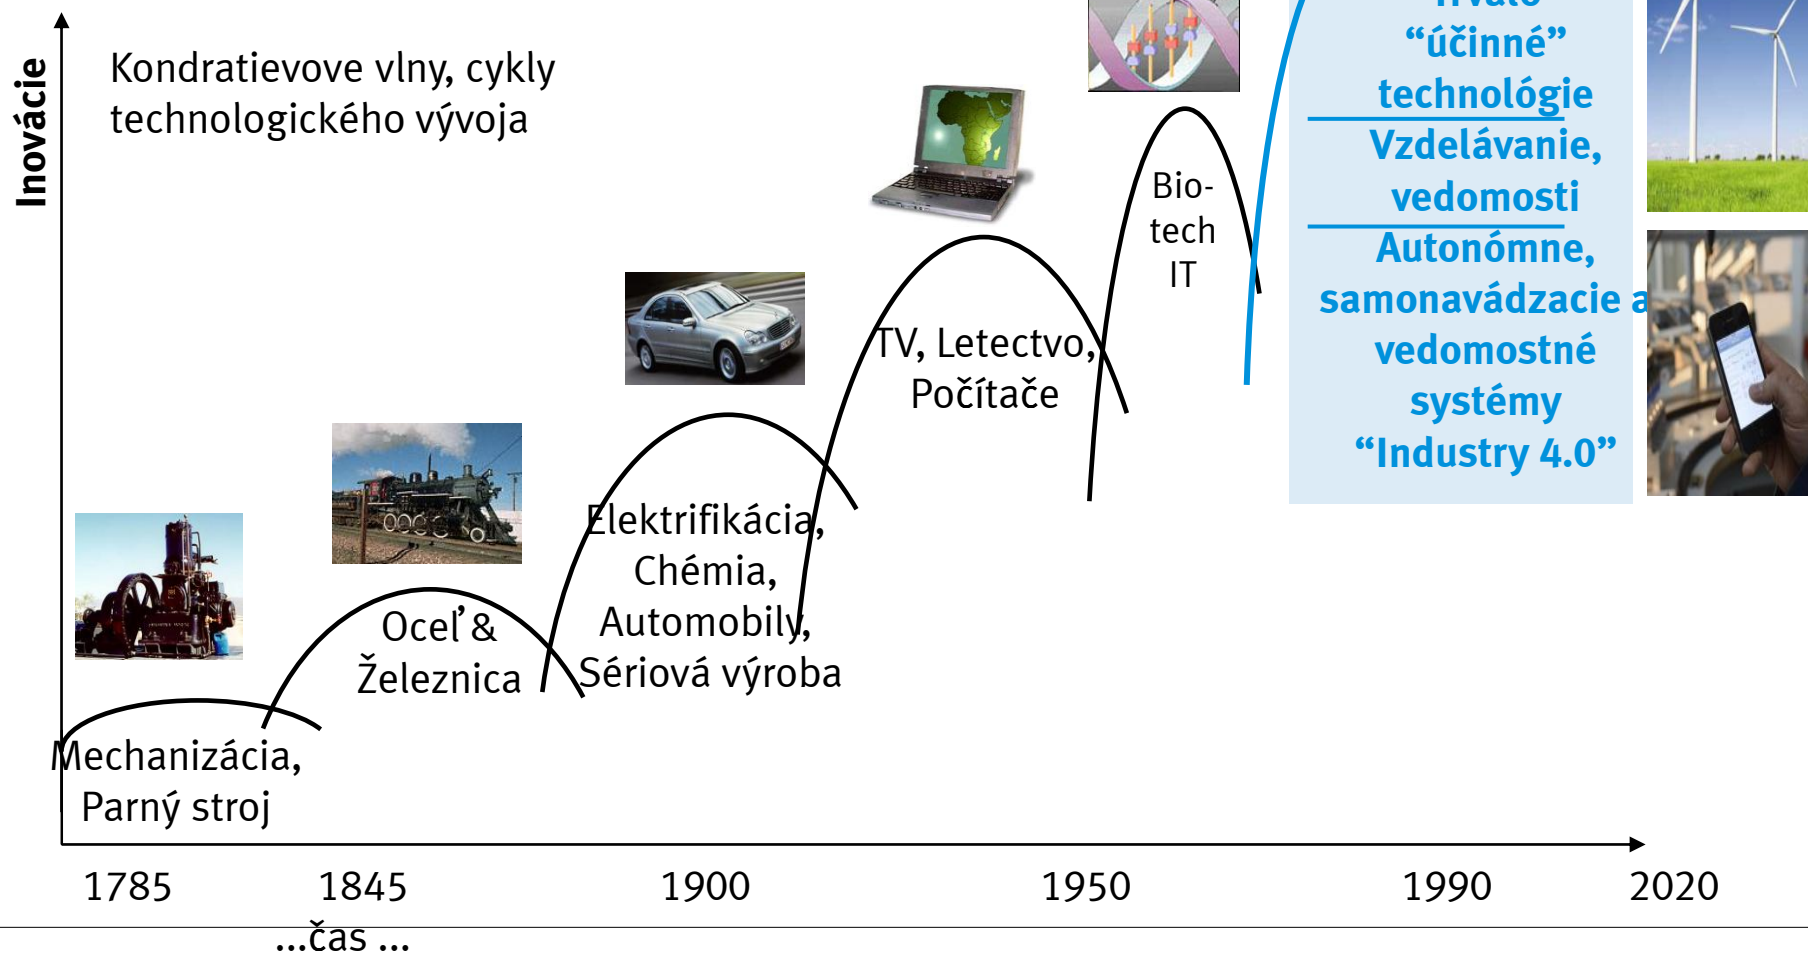 Inovácie
Kondratievove vlny, cykly
technologického vývoja
Mechanizácia,
Parný stroj
Oceľ &
Železnica
Elektrifikácia,
Chémia,
Automobily,
Sériová výroba
TV, Letectvo,
Počítače
Bio-
tech
IT
“účinné”
technológie
Vzdelávanie,
vedomosti
Autonómne,
samonavádzacie a
vedomostné
systémy
“Industry 4.0”
1785 1845 1900 1950 1990 2020
...čas ...